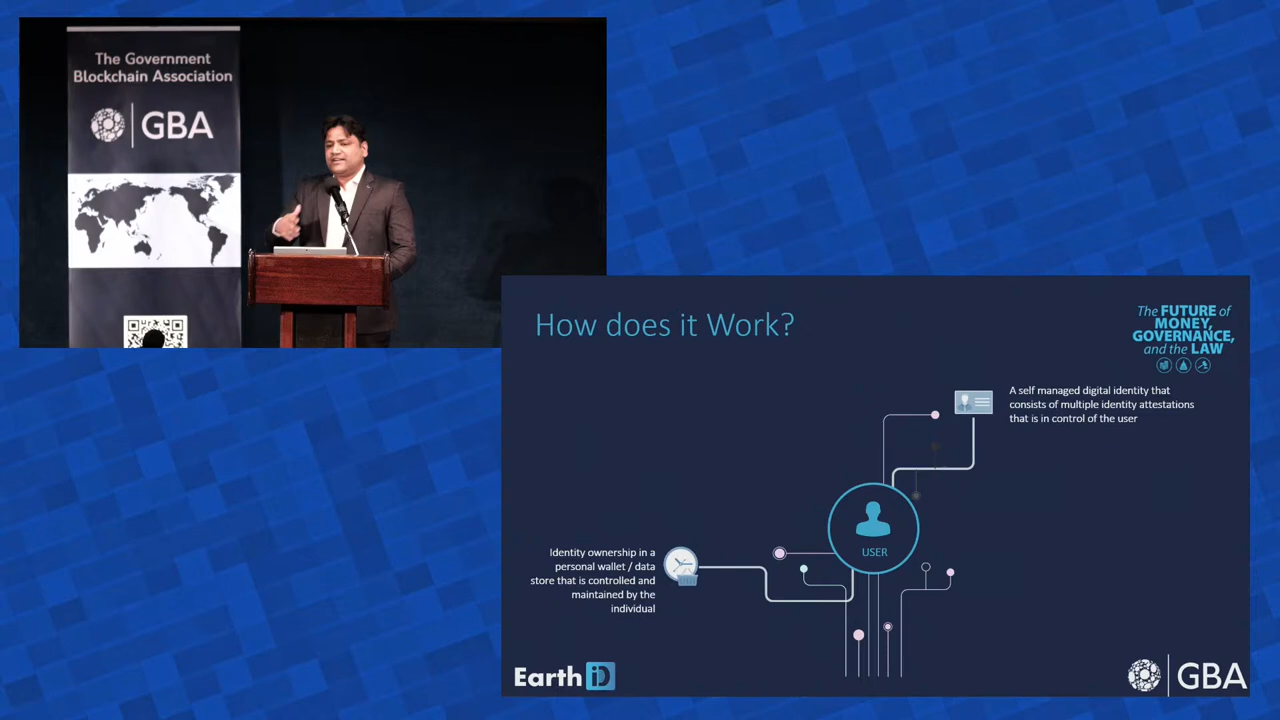 The Government
Blockchain Association
GBA
How does it Work?
The FUTURE of
MONEY,
GOVERNANCE,
and the LAW
A self managed digital identity that
consists of multiple identity attestations
that is in control of the user
USER
Identity ownership in a
personal wallet / data
store that is controlled and
maintained by the
individual
Earth iD
GBA